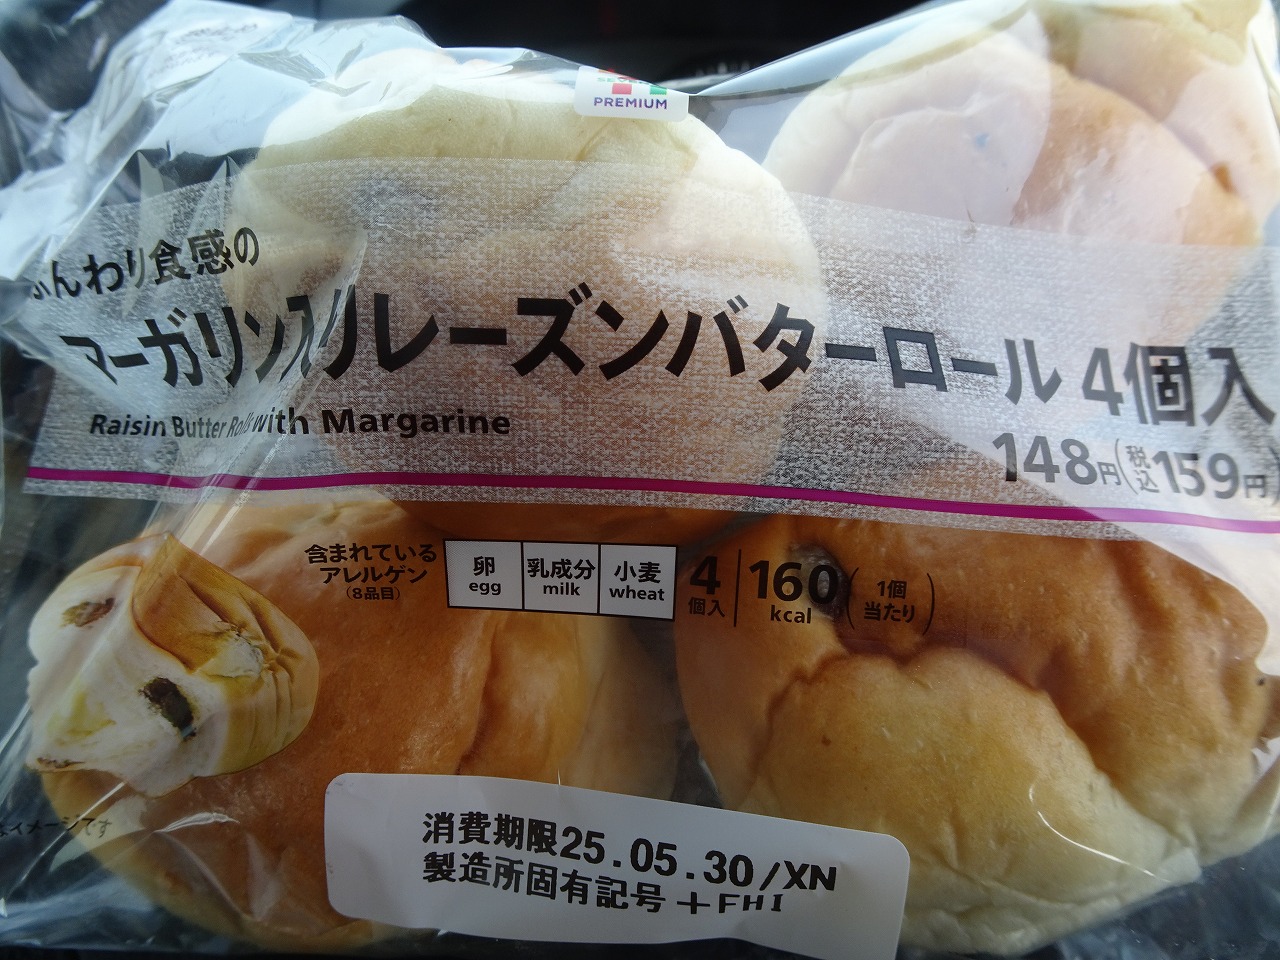 PREMIUM
ふんわり食感の
マーガリン入りレーズンバターロール 4個入
Raisin Butter Rolls with Margarine
148円(税込159円)
含まれている
アレルゲン
(8品目)
卵
egg
乳成分
milk
小麦
wheat
4
個入
160
kcal
(1個
当たり)
イメージです
消費期限25.05.30/XN
製造所固有記号 +FHI